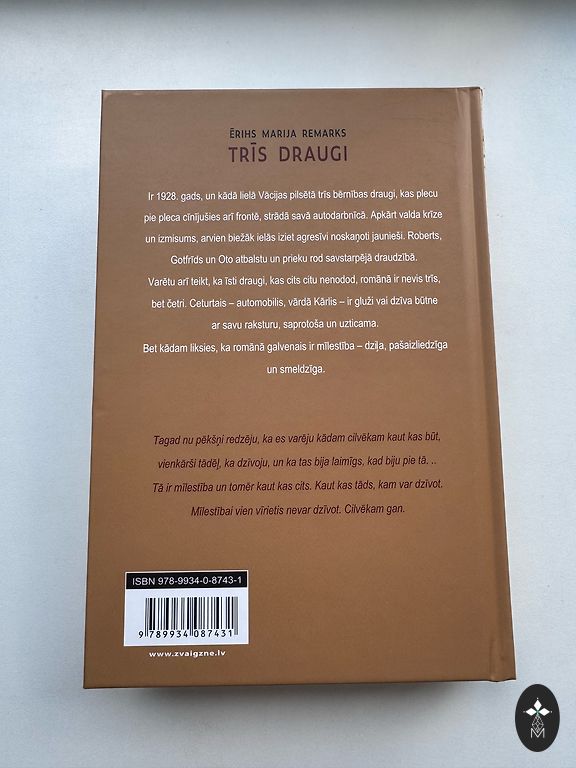 ĒRIHS MARIJA REMARKS
TRĪS DRAUGI
Ir 1928. gads, un kādā lielā Vācijas pilsētā trīs bērnības draugi, kas plecu
pie pleca cīnījušies arī frontē, strādā savā autodarbnīcā. Apkārt valda krīze
un izmisums, arvien biežāk ielās iziet agresīvi noskaņoti jaunieši. Roberts,
Gotfrīds un Oto atbalstu un prieku rod savstarpējā draudzībā.
Varētu arī teikt, ka īsti draugi, kas cits citu nenodod, romānā ir nevis trīs,
bet četri. Ceturtais – automobilis, vārdā Kārlis – ir gluži vai dzīva būtne
ar savu raksturu, saprotoša un uzticama.
Bet kādam liksies, ka romānā galvenais ir mīlestība – dziļa, pašaizliedzīga
un smeldzīga.
Tagad nu pēkšņi redzēju, ka es varēju kādam cilvēkam kaut kas būt,
vienkārši tādēļ, ka dzīvoju, un ka tas bija laimīgs, kad biju pie tā. ..
Tā ir mīlestība un tomēr kaut kas cits. Kaut kas tāds, kam var dzīvot.
Mīlestībai vien vīrietis nevar dzīvot. Cilvēkam gan.
ISBN 978-9934-0-8743-1
9 789934 087431
www.zvaigzne.lv
M